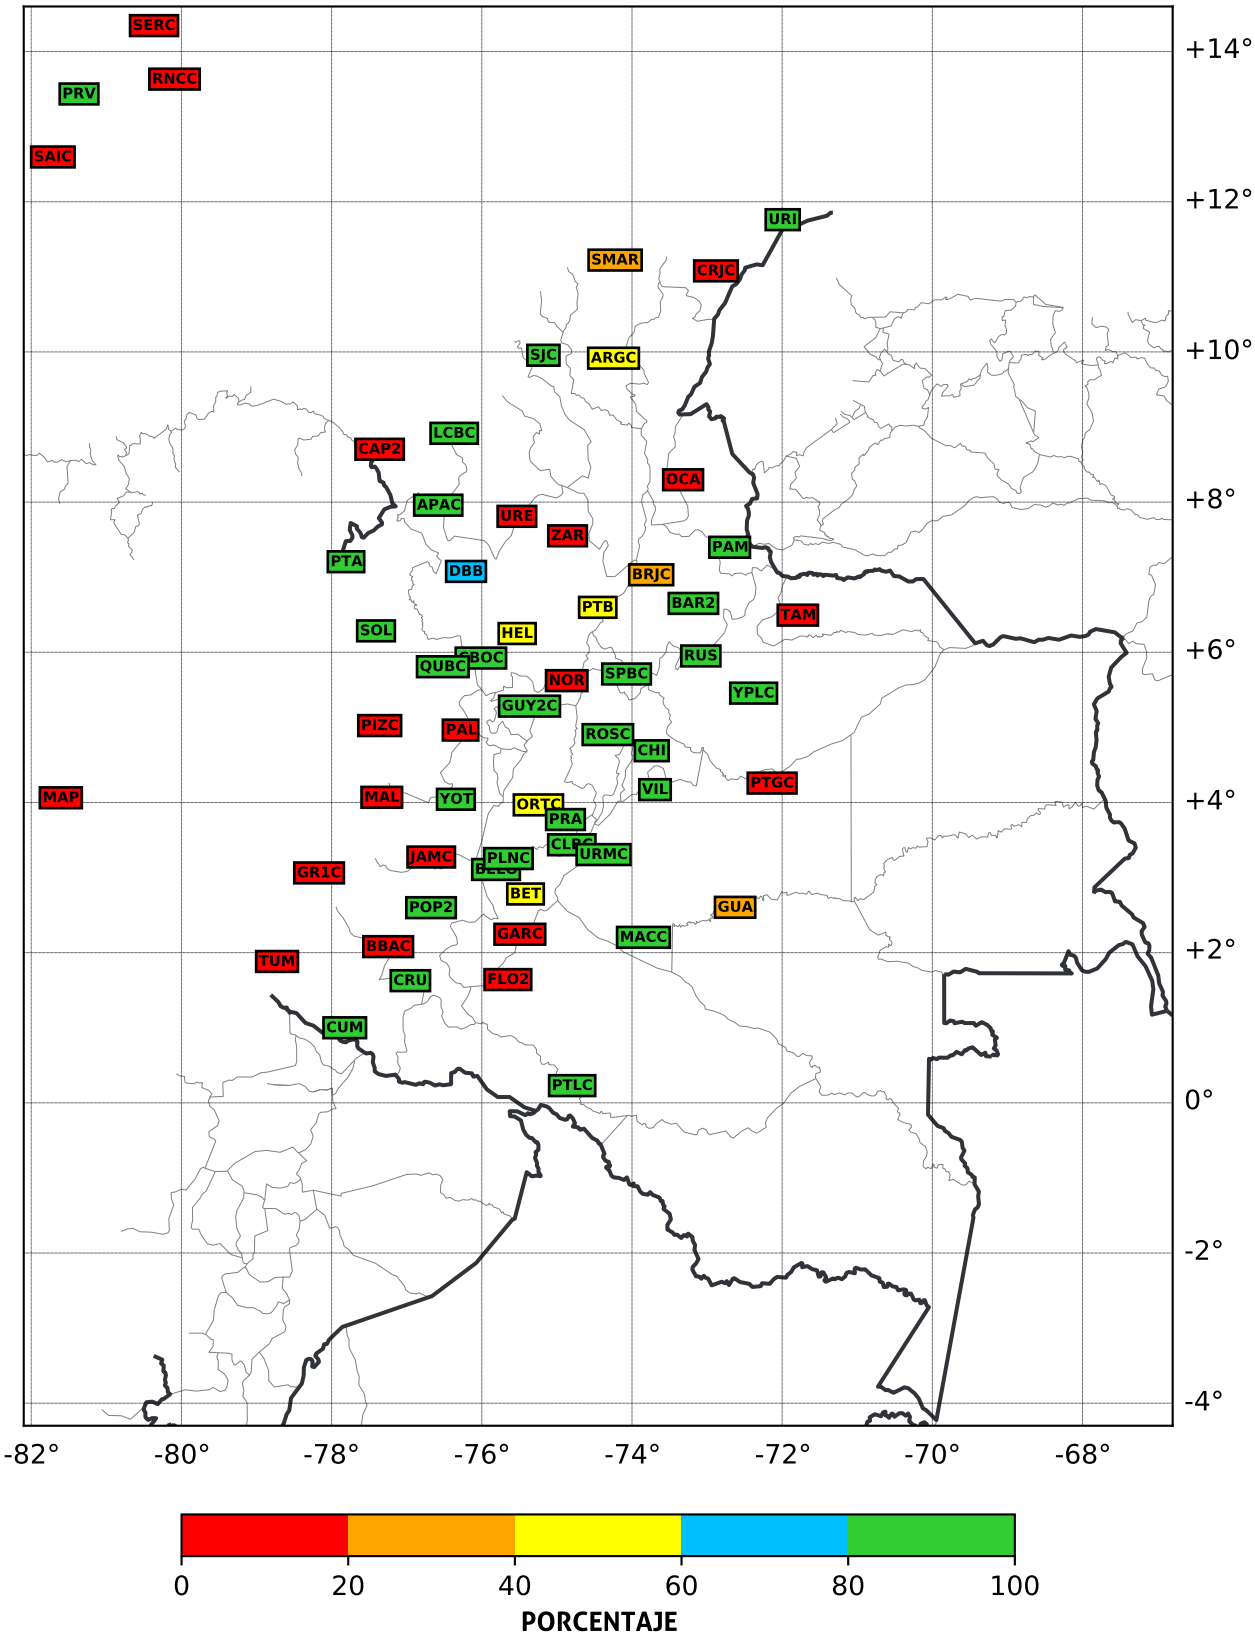 SERC
+14°
RNCC
PRV
SAIC
+12°
URI
SMAR
CRJC
SJC
ARGC
+10°
LCBC
CAP2
OCA
APAC
+8°
URE
ZAR
PAM
PTA
DBB
BRJC
PTB
BAR2
TAM
SOL
HEL
+6°
QUBC
RUS
SPBC
NOR
YPLC
GUY2C
PIZC
PAL
ROSC
CHI
PTGC
VIL
MAP
MAL
YOT
ORTC
+4°
PRA
JAMC
PLNC
URMC
GR1C
BET
POP2
GUA
GARC
MACC
BBAC
+2°
TUM
CRU
FLO2
CUM
PTLC
0°
-2°
-4°
-82° -80° -78° -76° -74° -72° -70° -68°
0 20 40 60 80 100
PORCENTAJE